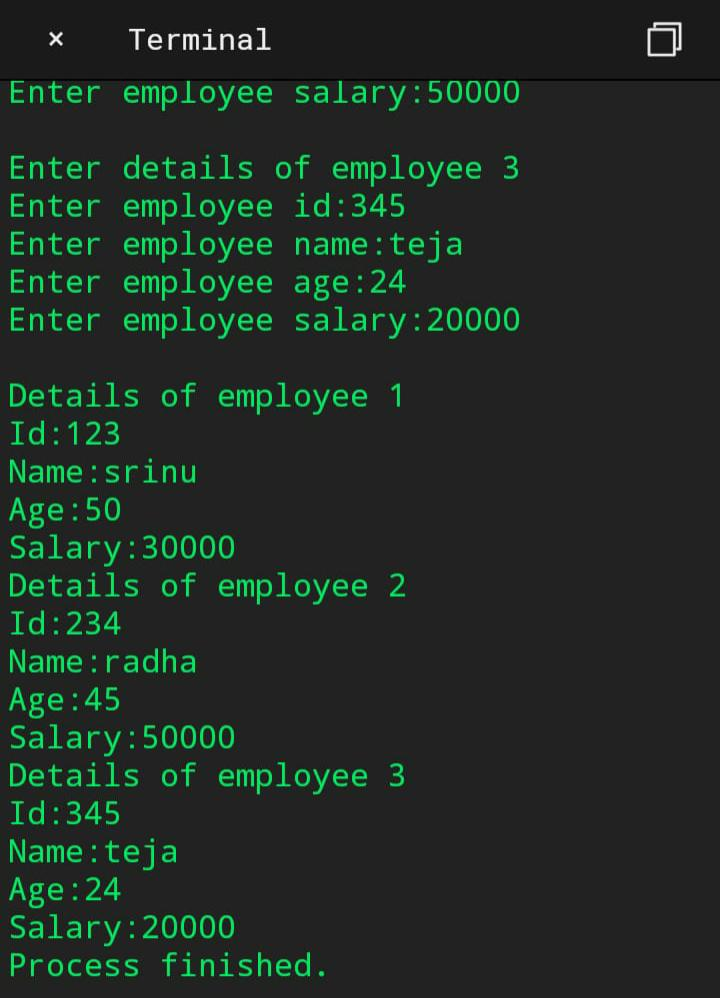 × Terminal
Enter employee salary:50000
Enter details of employee 3
Enter employee id:345
Enter employee name:teja
Enter employee age:24
Enter employee salary:20000
Details of employee 1
Id:123
Name:srinu
Age:50
Salary:30000
Details of employee 2
Id:234
Name:radha
Age:45
Salary:50000
Details of employee 3
Id:345
Name:teja
Age:24
Salary:20000
Process finished.